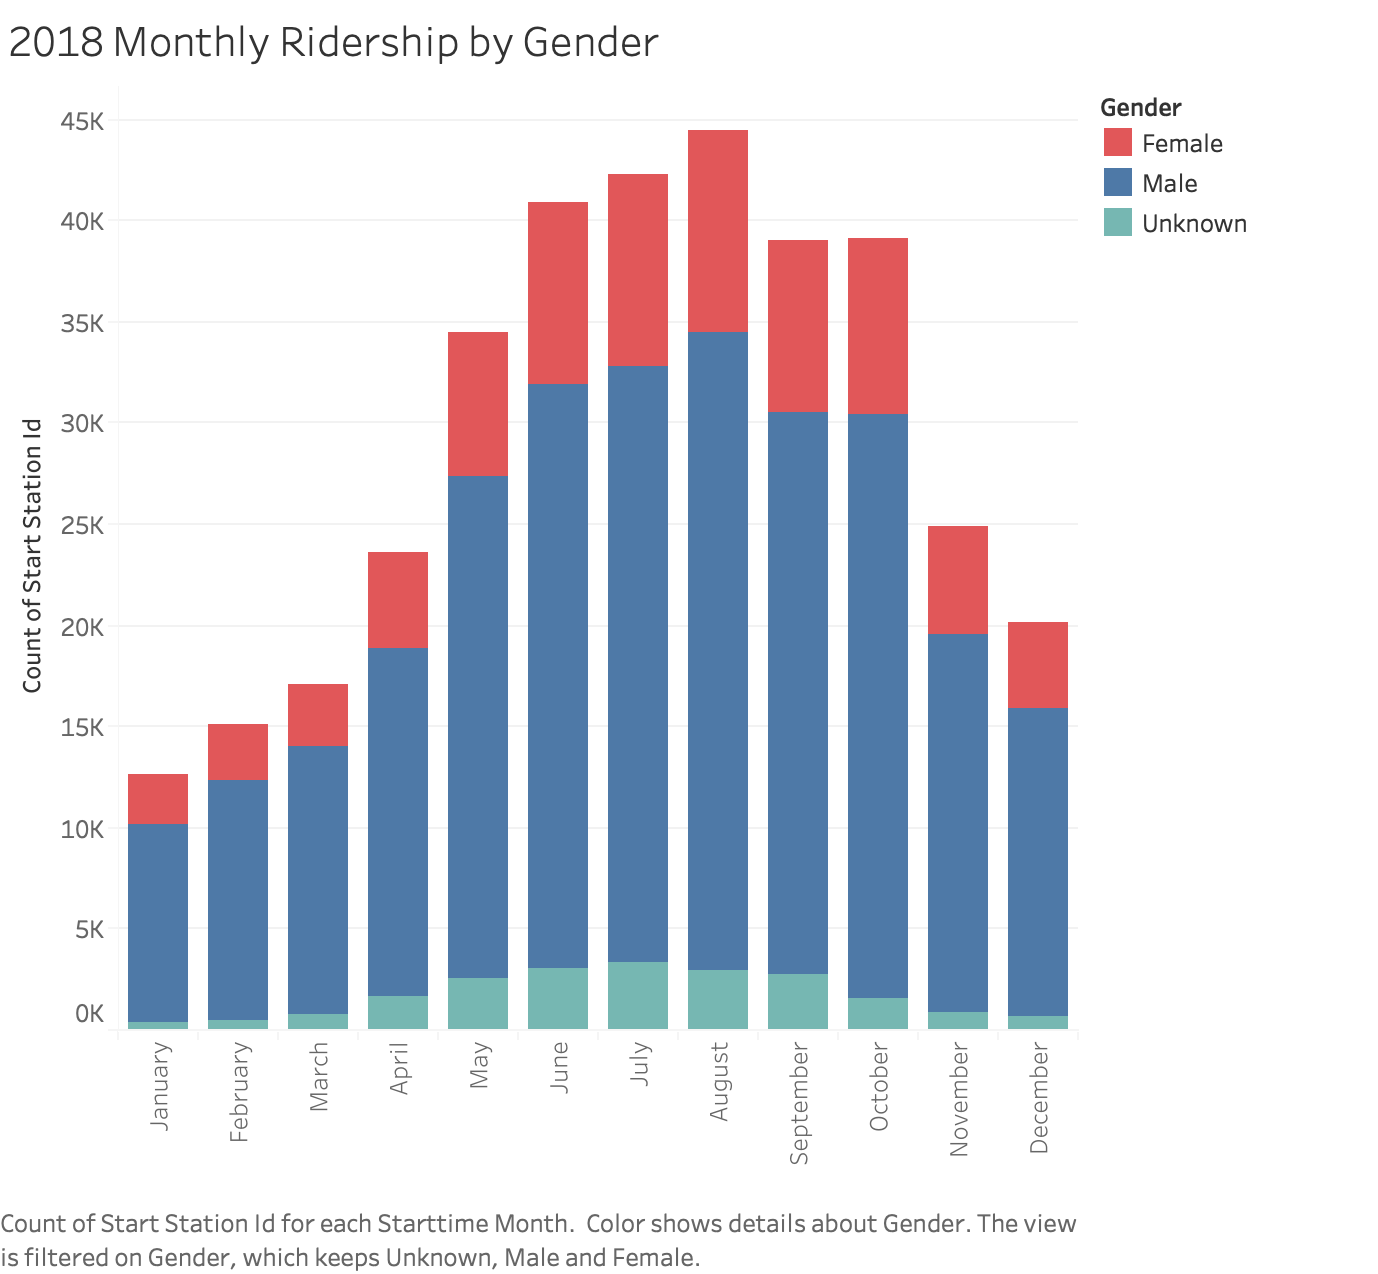 2018 Monthly Ridership by Gender
Gender
Female
Male
Unknown
Count of Start Station Id
45K
40K
35K
30K
25K
20K
15K
10K
5K
0K
January
February
March
April
May
June
July
August
September
October
November
December
Count of Start Station Id for each Starttime Month.  Color shows details about Gender. The view
is filtered on Gender, which keeps Unknown, Male and Female.